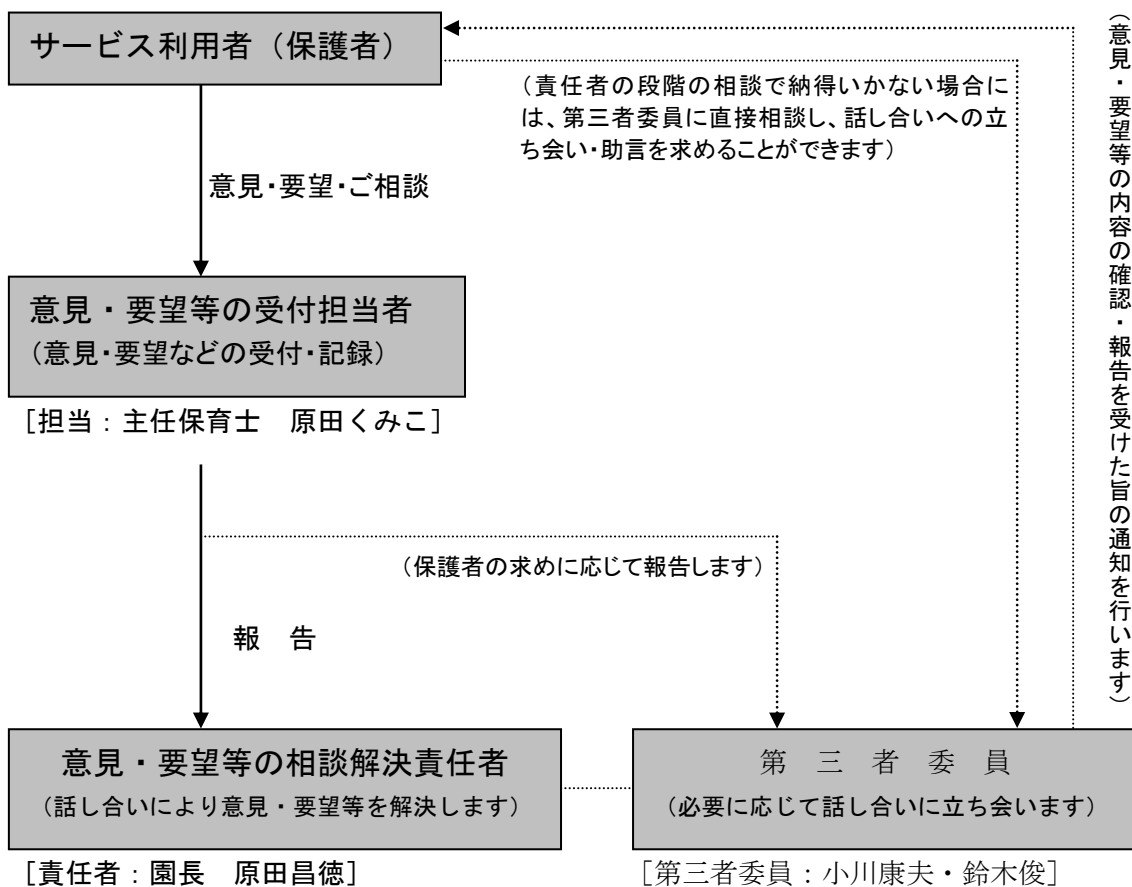 サービス利用者（保護者）
（責任者の段階の相談で納得いかない場合に
は、第三者委員に直接相談し、話し合いへの立
ち会い・助言を求めることができます）
意見・要望・ご相談
意見・要望等の受付担当者
（意見・要望などの受付・記録）
［担当：主任保育士　原田くみこ］
（保護者の求めに応じて報告します）
報　告
意見・要望等の相談解決責任者
（話し合いにより意見・要望等を解決します）
［責任者：園長　原田昌徳］
第　三　者　委　員
（必要に応じて話し合いに立ち会います）
［第三者委員：小川康夫・鈴木俊］
（意見・要望等の内容の確認・報告を受けた旨の通知を行います）